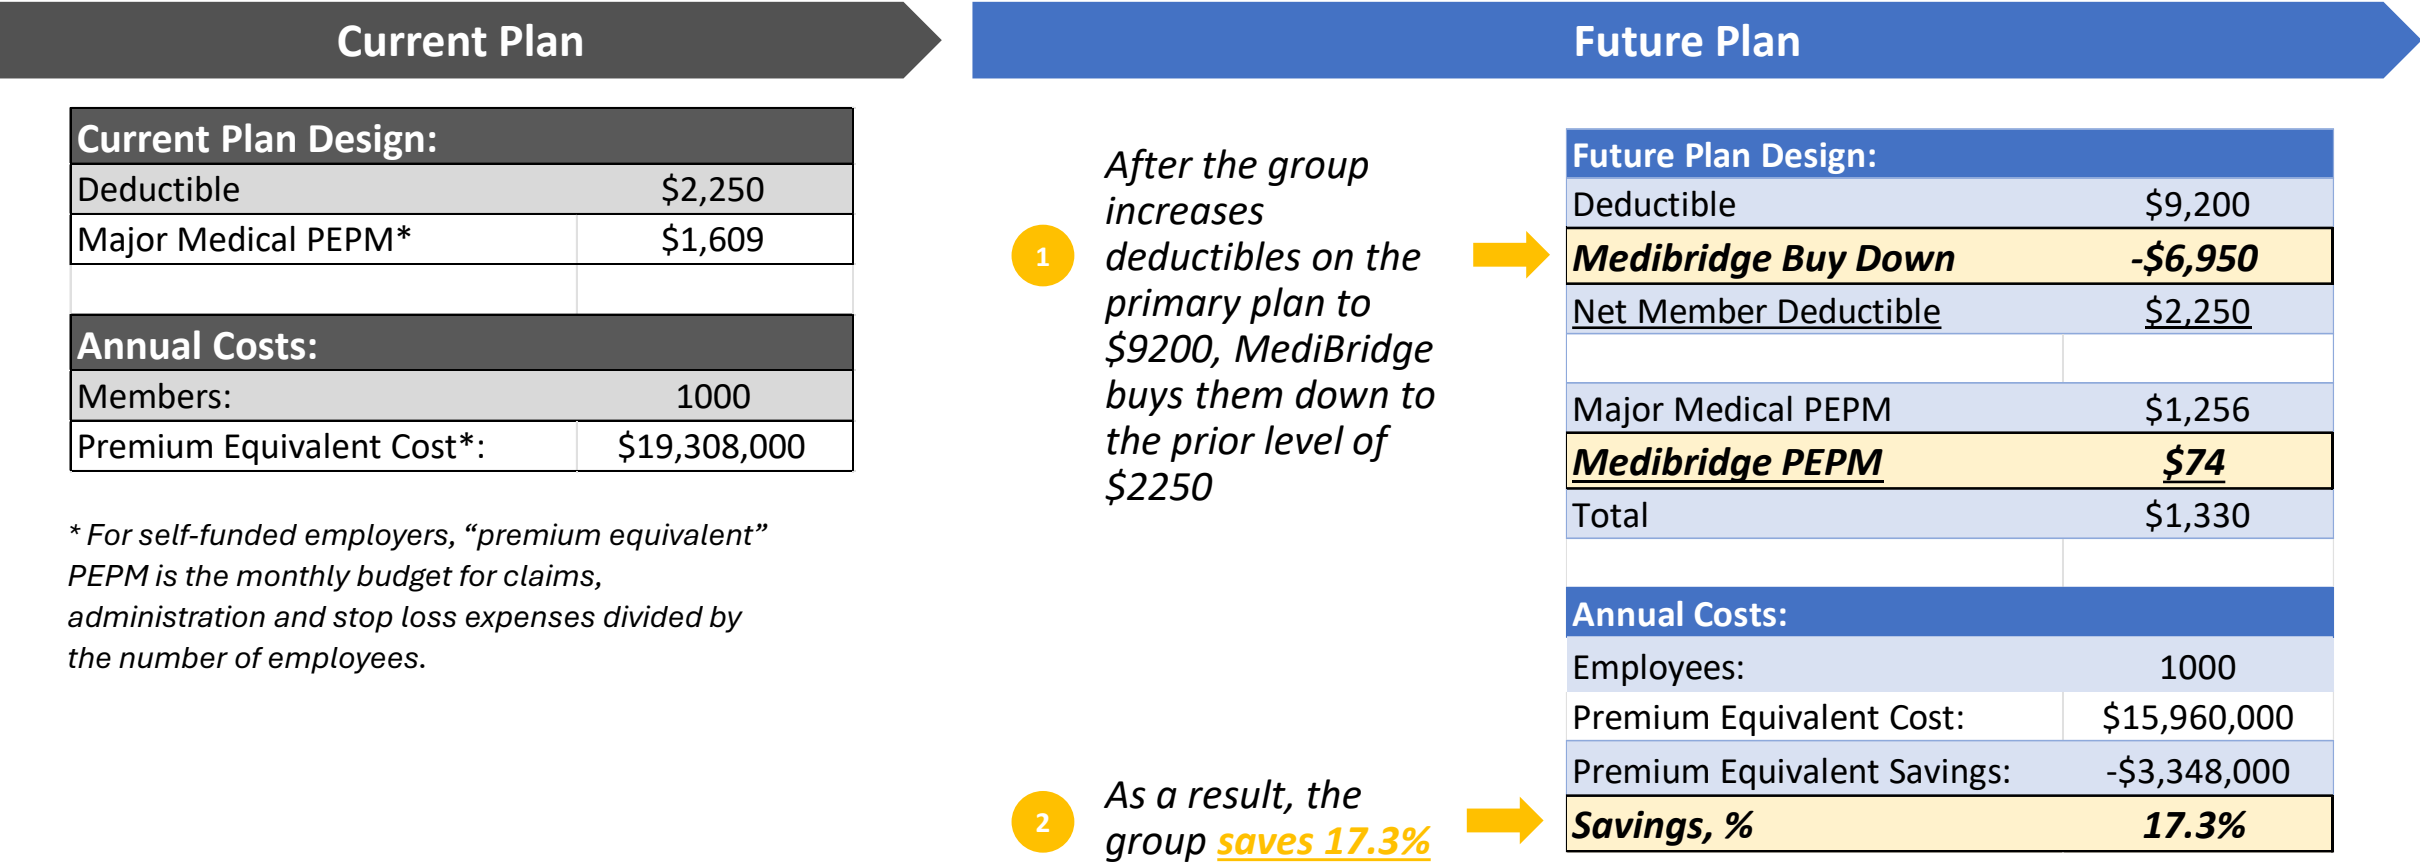 Current Plan
Future Plan
Current Plan Design:
Deductible $2,250
Major Medical PEPM* $1,609
Annual Costs:
Members: 1000
Premium Equivalent Cost*: $19,308,000
* For self-funded employers, “premium equivalent”
PEPM is the monthly budget for claims,
administration and stop loss expenses divided by
the number of employees.
1
After the group
increases
deductibles on the
primary plan to
$9200, MediBridge
buys them down to
the prior level of
$2250
2
As a result, the
group saves 17.3%
Future Plan Design:
Deductible $9,200
Medibridge Buy Down -$6,950
Net Member Deductible $2,250
Major Medical PEPM $1,256
Medibridge PEPM $74
Total $1,330
Annual Costs:
Employees: 1000
Premium Equivalent Cost: $15,960,000
Premium Equivalent Savings: -$3,348,000
Savings, % 17.3%